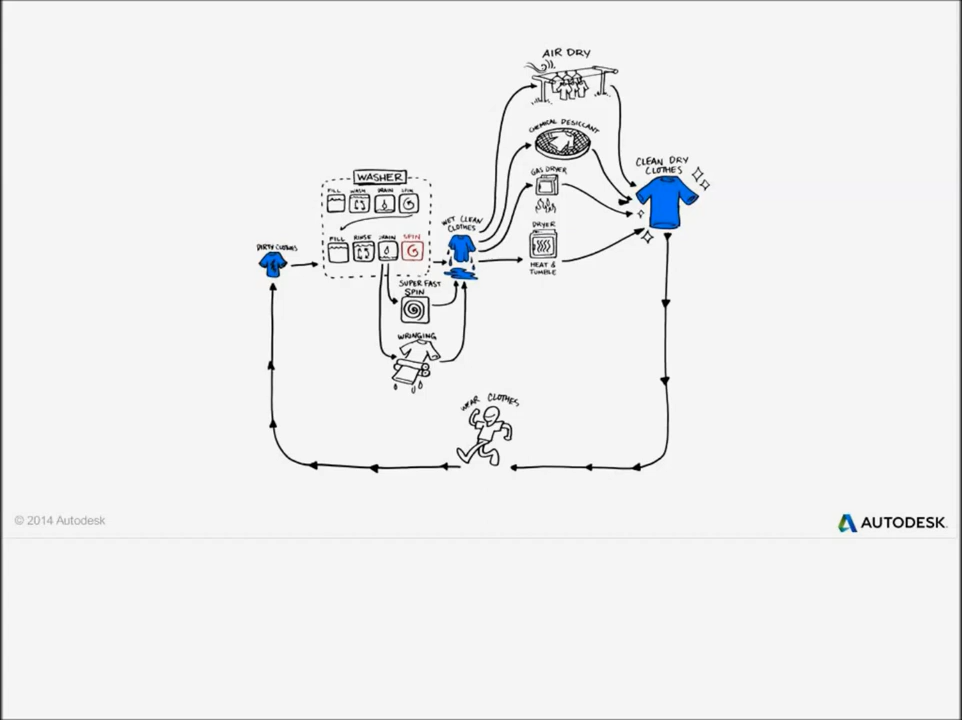 AIR DRY
CHEMICAL DESICCANT
GAS DRYER
CLEAN DRY
CLOTHES
WASHER
FILL WASH DRAIN SPIN
WET CLEAN
CLOTHES
DRYER
FILL RINSE DRAIN SPIN
DIRTY CLOTHES
HEAT &
TUMBLE
SUPER FAST
SPIN
WRINGING
WEAR CLOTHES
© 2014 Autodesk
AUTODESK.